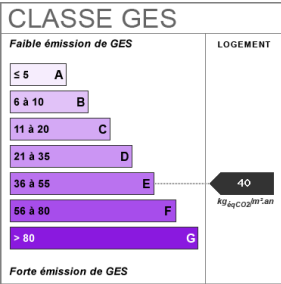 CLASSE GES
Faible émission de GES
LOGEMENT
≤ 5 A
6 à 10 B
11 à 20 C
21 à 35 D
36 à 55 E
40
kgéqCO2/m².an
56 à 80 F
> 80 G
Forte émission de GES